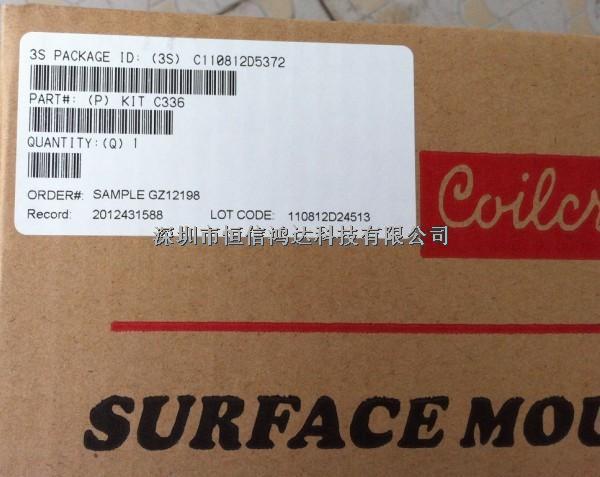 3S PACKAGE ID: (3S) C110812D5372
PART#: (P) KIT C336
QUANTITY:(Q) 1
ORDER#: SAMPLE GZ12198
Record: 2012431588 LOT CODE: 110812D24513
深圳市恒信鸿达科技有限公司
Coilcr
SURFACE MOU